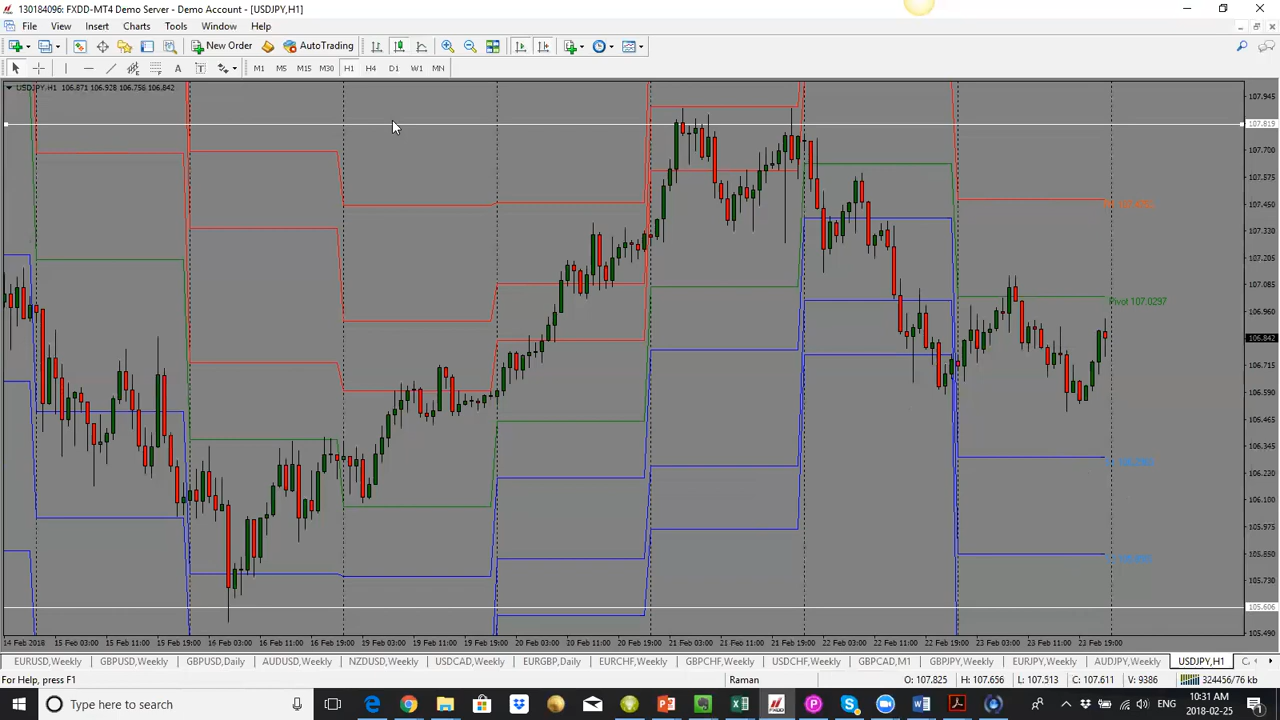 130184096: FXDD-MT4 Demo Server - Demo Account - [USDJPY,H1]
File View Insert Charts Tools Window Help
New Order AutoTrading
M1 M5 M15 M30 H1 H4 D1 W1 MN
USDJPY,H1 106.871 106.928 106.756 106.842
107.945
107.819
107.700
107.575
107.450
107.330
107.205
Pivot 107.0297
107.085
106.960
106.842
106.715
106.590
106.465
106.345
106.220
106.100
105.975
105.850
105.730
105.606
105.490
14 Feb 2018 15 Feb 03:00 15 Feb 11:00 15 Feb 19:00 16 Feb 03:00 16 Feb 11:00 16 Feb 19:00 19 Feb 03:00 19 Feb 11:00 19 Feb 19:00 20 Feb 03:00 20 Feb 11:00 20 Feb 19:00 21 Feb 03:00 21 Feb 11:00 21 Feb 19:00 22 Feb 03:00 22 Feb 11:00 22 Feb 19:00 23 Feb 03:00 23 Feb 11:00 23 Feb 19:00
EURUSD,Weekly GBPUSD,Weekly GBPUSD,Daily AUDUSD,Weekly NZDUSD,Weekly USDCAD,Weekly EURGBP,Daily EURCHF,Weekly GBPCHF,Weekly USDCHF,Weekly GBPCAD,M1 GBPJPY,Weekly EURJPY,Weekly AUDJPY,Weekly USDJPY,H1
For Help, press F1 Raman O: 107.825 H: 107.656 L: 107.513 C: 107.611 V: 9386 324456/76 kb
Type here to search ENG 10:31 AM
2018-02-25